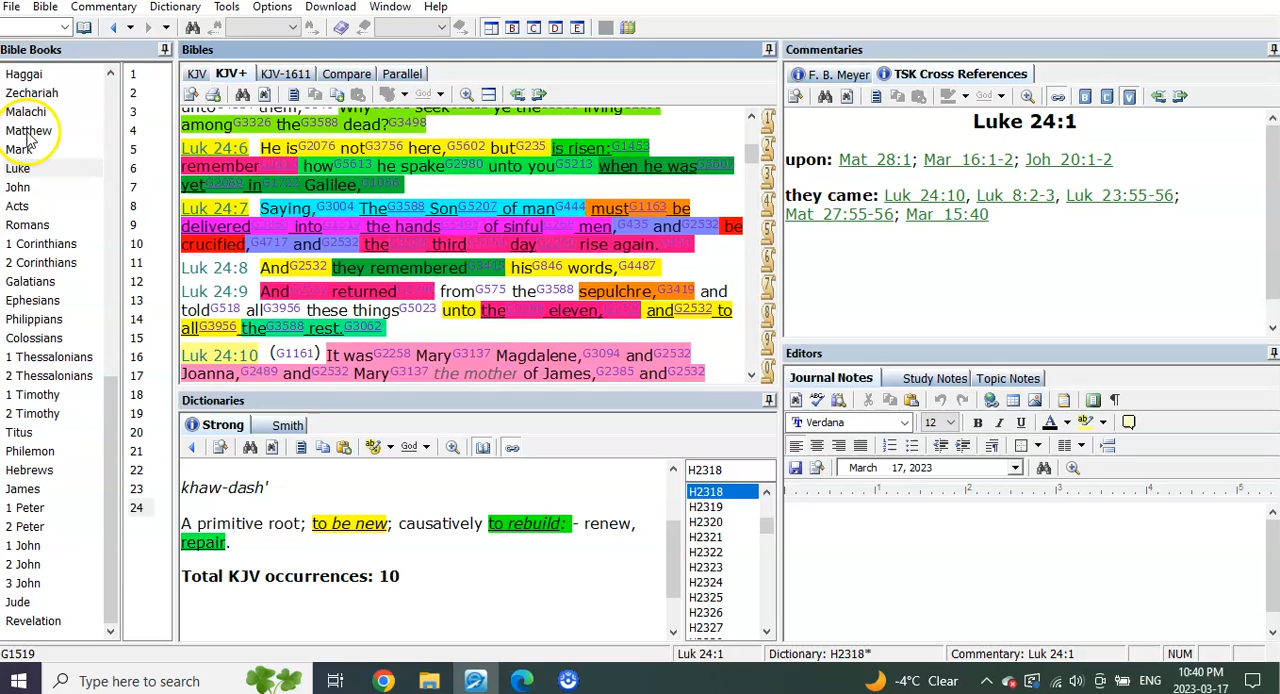 File Bible Commentary Dictionary Tools Options Download Window Help
Bible Books
Haggai
Zechariah
Malachi
Matthew
Mark
Luke
John
Acts
Romans
1 Corinthians
2 Corinthians
Galatians
Ephesians
Philippians
Colossians
1 Thessalonians
2 Thessalonians
1 Timothy
2 Timothy
Titus
Philemon
Hebrews
James
1 Peter
2 Peter
1 John
2 John
3 John
Jude
Revelation
1
2
3
4
5
6
7
8
9
10
11
12
13
14
15
16
17
18
19
20
21
22
23
24
Bibles
KJV KJV+ KJV-1611 Compare Parallel
among G3326 the G3588 dead? G3498
Luk 24:6 He is G2076 not G3756 here, G5602 but G235 is risen: G1453
remember how G5613 he spake G2980 unto you G5213 when he was
yet in Galilee, G1056
Luk 24:7 Saying, G3004 The G3588 Son G5207 of man G444 must G1163 be
delivered into the hands of sinful men, G435 and G2532 be
crucified, G4717 and G2532 the third day rise again.
Luk 24:8 And G2532 they remembered his G846 words, G4487
Luk 24:9 And returned from G575 the G3588 sepulchre, G3419 and
told G518 all G3956 these things G5023 unto the eleven, and G2532 to
all G3956 the G3588 rest. G3062
Luk 24:10 (G1161) It was G2258 Mary G3137 Magdalene, G3094 and G2532
Joanna, G2489 and G2532 Mary G3137 the mother of James, G2385 and G2532
Dictionaries
Strong Smith
khaw-dash'
A primitive root; to be new; causatively to rebuild: - renew,
repair.
Total KJV occurrences: 10
H2318
H2318
H2319
H2320
H2321
H2322
H2323
H2324
H2325
H2326
H2327
Commentaries
F. B. Meyer TSK Cross References
Luke 24:1
upon: Mat 28:1; Mar 16:1-2; Joh 20:1-2
they came: Luk 24:10, Luk 8:2-3, Luk 23:55-56;
Mat 27:55-56; Mar 15:40
Editors
Journal Notes Study Notes Topic Notes
Verdana 12 B I U A
March 17, 2023
1 2 3 4 5
G1519 Luk 24:1 Dictionary: H2318* Commentary: Luk 24:1 NUM
Type here to search -4°C Clear ENG 10:40 PM
2023-03-17